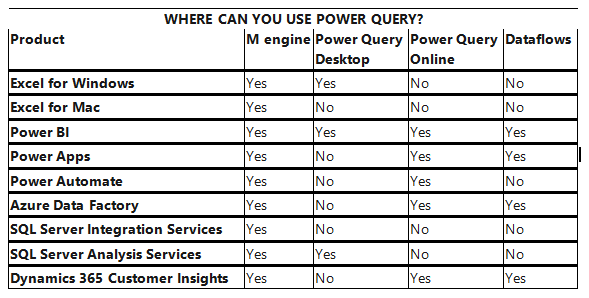 WHERE CAN YOU USE POWER QUERY?
Product M engine Power Query Desktop Power Query Online Dataflows
Excel for Windows Yes Yes No No
Excel for Mac Yes No No No
Power BI Yes Yes Yes Yes
Power Apps Yes No Yes Yes
Power Automate Yes No Yes No
Azure Data Factory Yes No Yes Yes
SQL Server Integration Services Yes No No No
SQL Server Analysis Services Yes Yes No No
Dynamics 365 Customer Insights Yes No Yes Yes